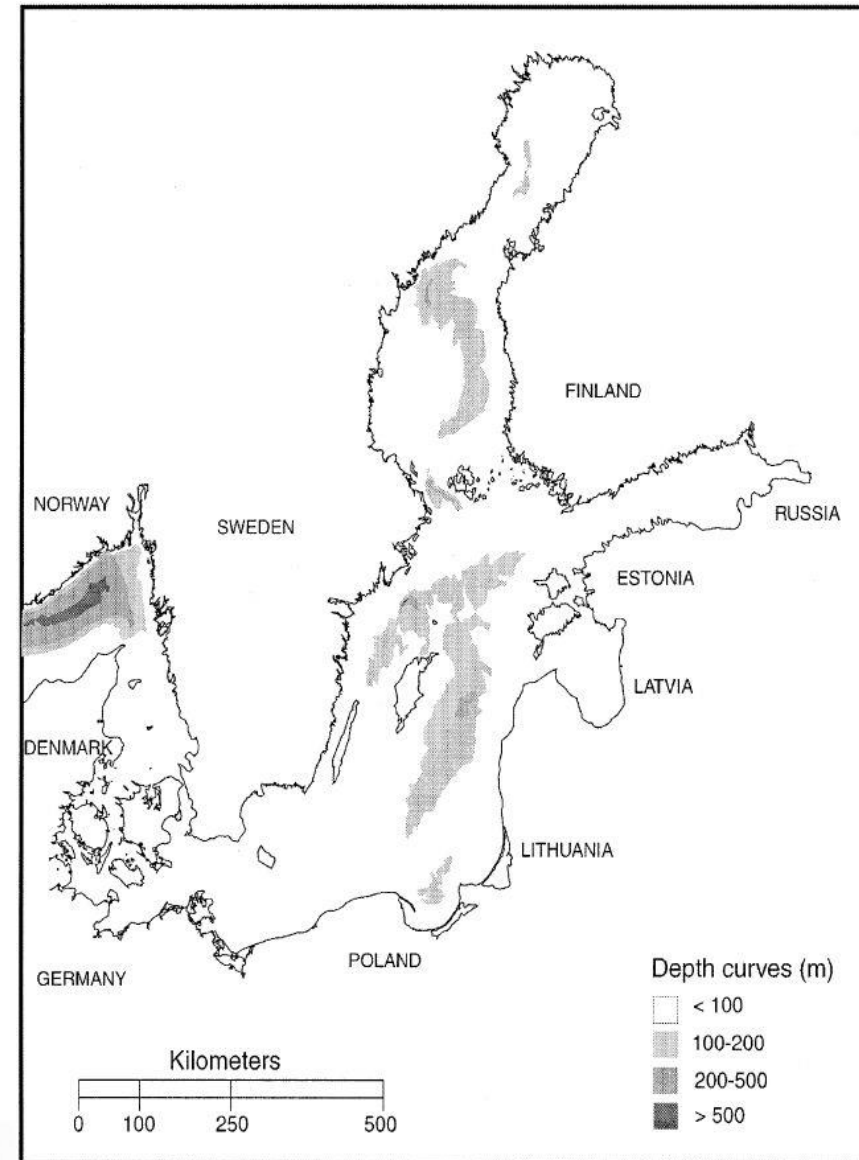 FINLAND
NORWAY
SWEDEN
RUSSIA
ESTONIA
LATVIA
DENMARK
LITHUANIA
POLAND
GERMANY
Depth curves (m)
< 100
100-200
200-500
> 500
Kilometers
0 100 250 500